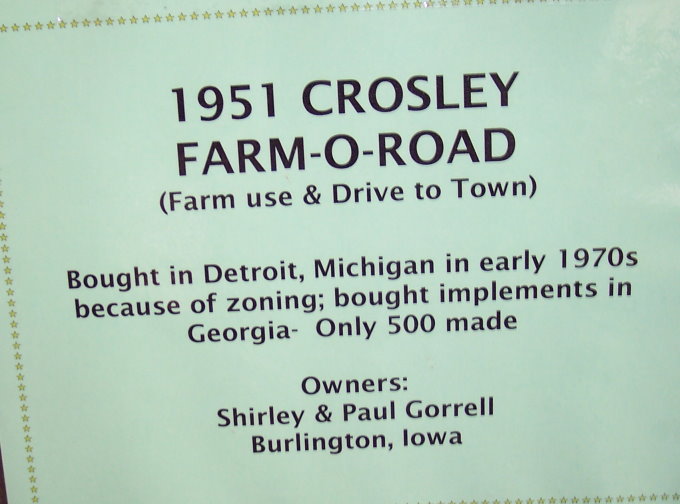 1951 CROSLEY
FARM-O-ROAD
(Farm use & Drive to Town)
Bought in Detroit, Michigan in early 1970s
because of zoning; bought implements in
Georgia- Only 500 made
Owners:
Shirley & Paul Gorrell
Burlington, Iowa